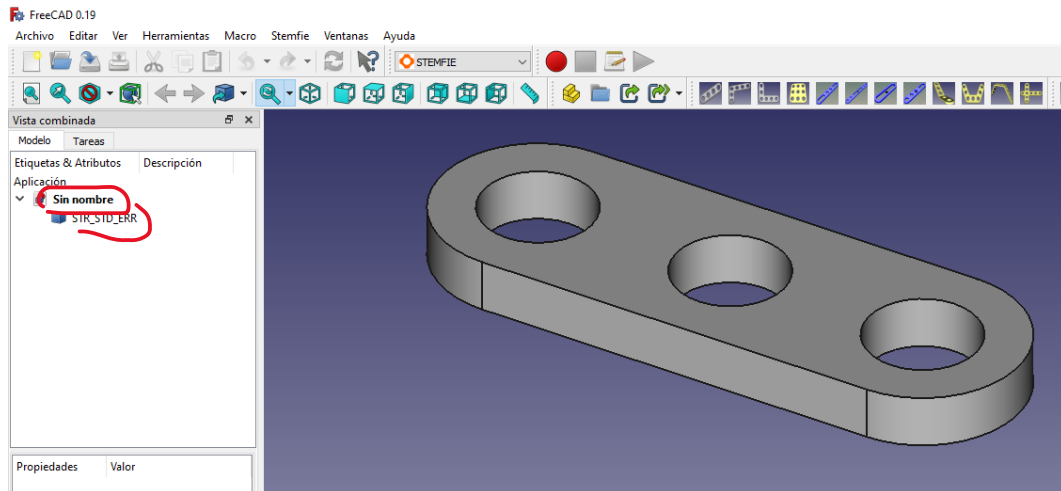 FreeCAD 0.19
Archivo Editar Ver Herramientas Macro Stemfie Ventanas Ayuda
STEMFIE
Vista combinada
Modelo Tareas
Etiquetas & Atributos Descripción
Aplicación
Sin nombre
STR_STD_ERR
Propiedades Valor